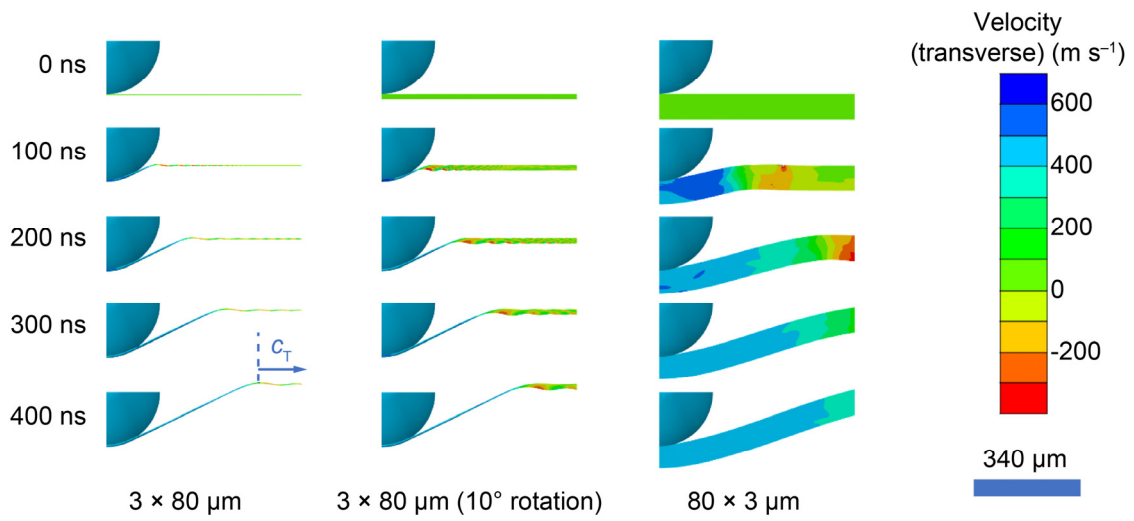 Velocity
(transverse) (m s⁻¹)
0 ns
100 ns
200 ns
300 ns
400 ns
c_T
600
400
200
0
-200
340 μm
3 × 80 μm
3 × 80 μm (10° rotation)
80 × 3 μm